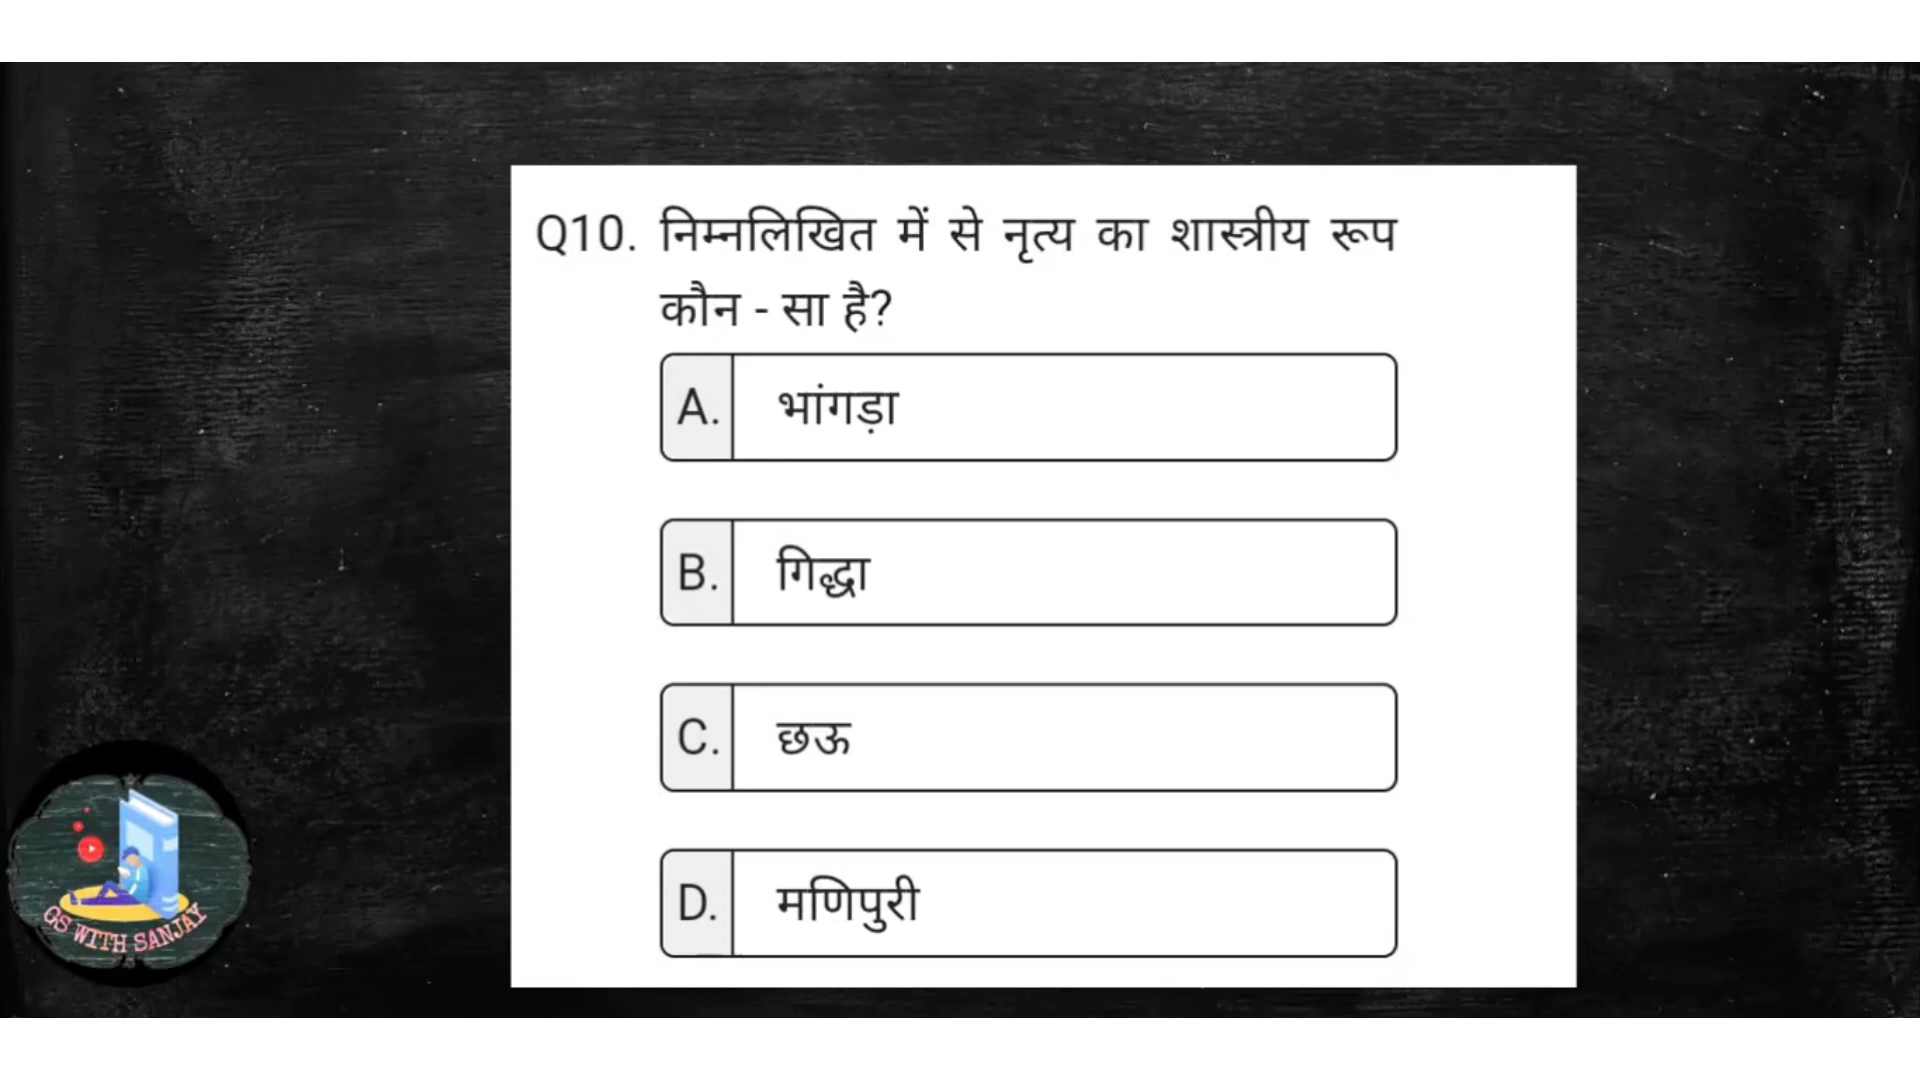 Q10. निम्नलिखित में से नृत्य का शास्त्रीय रूप
कौन - सा है?
A. भांगड़ा
B. गिद्धा
C. छऊ
D. मणिपुरी
GS WITH SANJAY